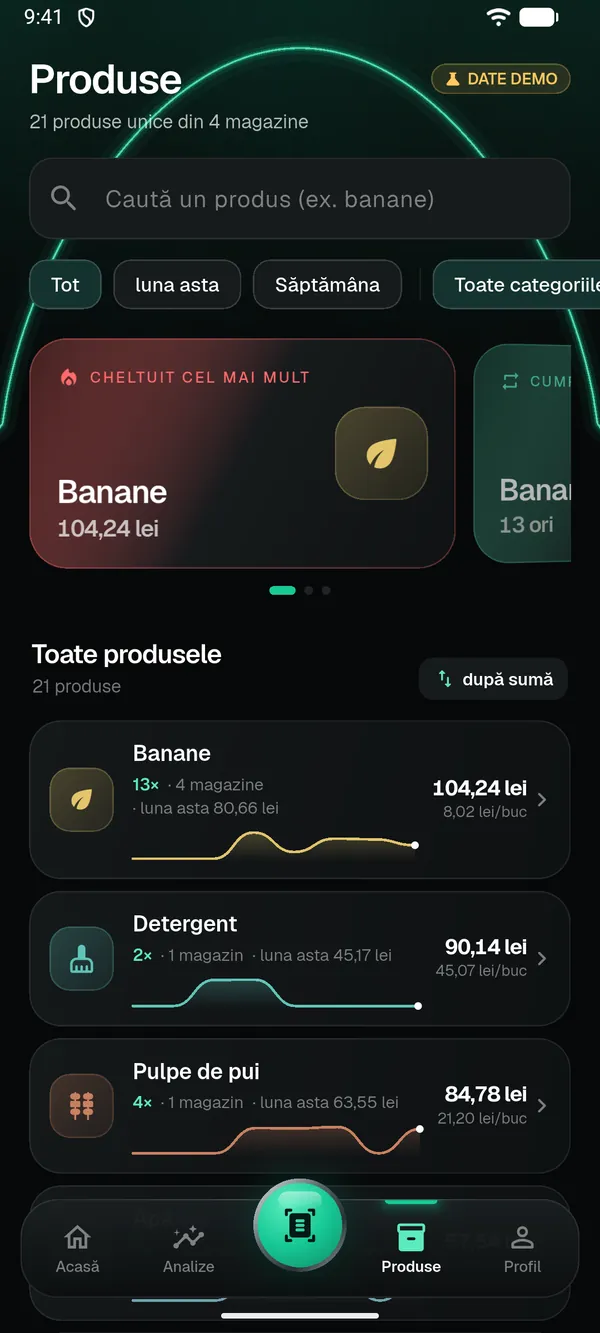 9:41
Produse
DATE DEMO
21 produse unice din 4 magazine
Caută un produs (ex. banane)
Tot
luna asta
Săptămâna
Toate categoriile
CHELTUIT CEL MAI MULT
Banane
104,24 lei
13 ori
Toate produsele
21 produse
după sumă
Banane
13× · 4 magazine
· luna asta 80,66 lei
104,24 lei
8,02 lei/buc
Detergent
2× · 1 magazin · luna asta 45,17 lei
90,14 lei
45,07 lei/buc
Pulpe de pui
4× · 1 magazin · luna asta 63,55 lei
84,78 lei
21,20 lei/buc
Acasă
Analize
Produse
Profil